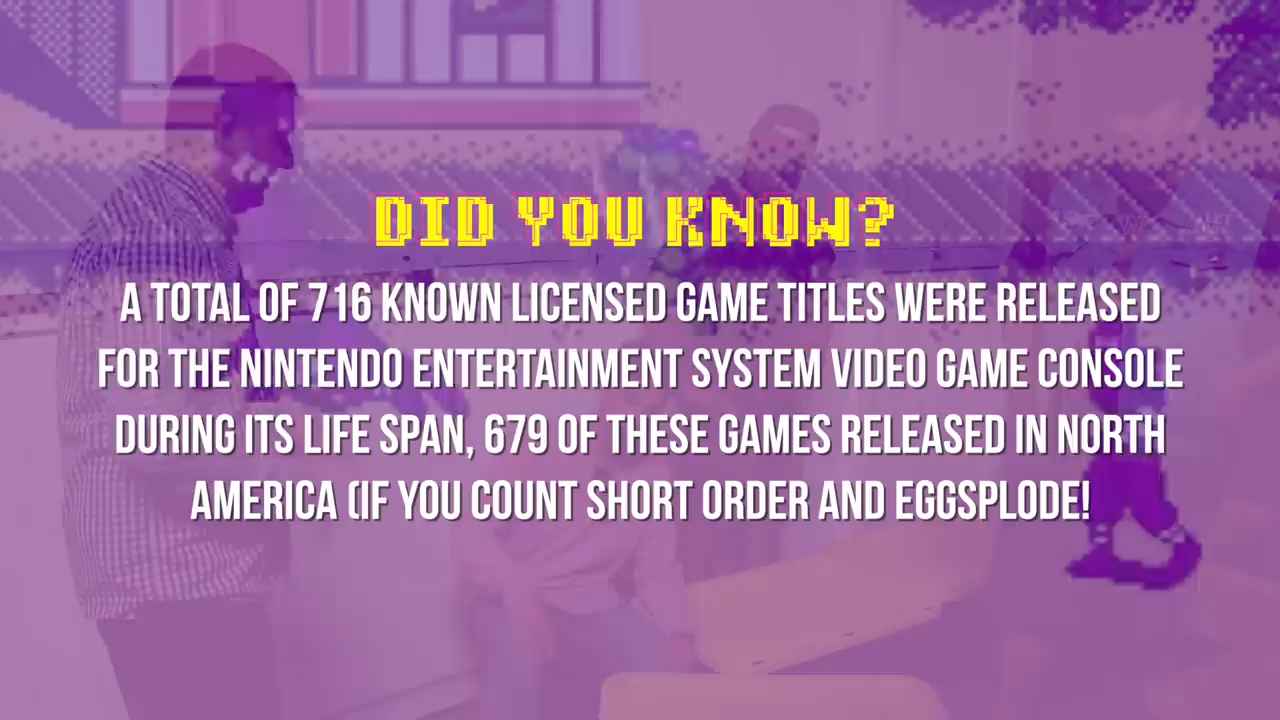 DID YOU KNOW?
A TOTAL OF 716 KNOWN LICENSED GAME TITLES WERE RELEASED
FOR THE NINTENDO ENTERTAINMENT SYSTEM VIDEO GAME CONSOLE
DURING ITS LIFE SPAN, 679 OF THESE GAMES RELEASED IN NORTH
AMERICA (IF YOU COUNT SHORT ORDER AND EGGSPLODE!